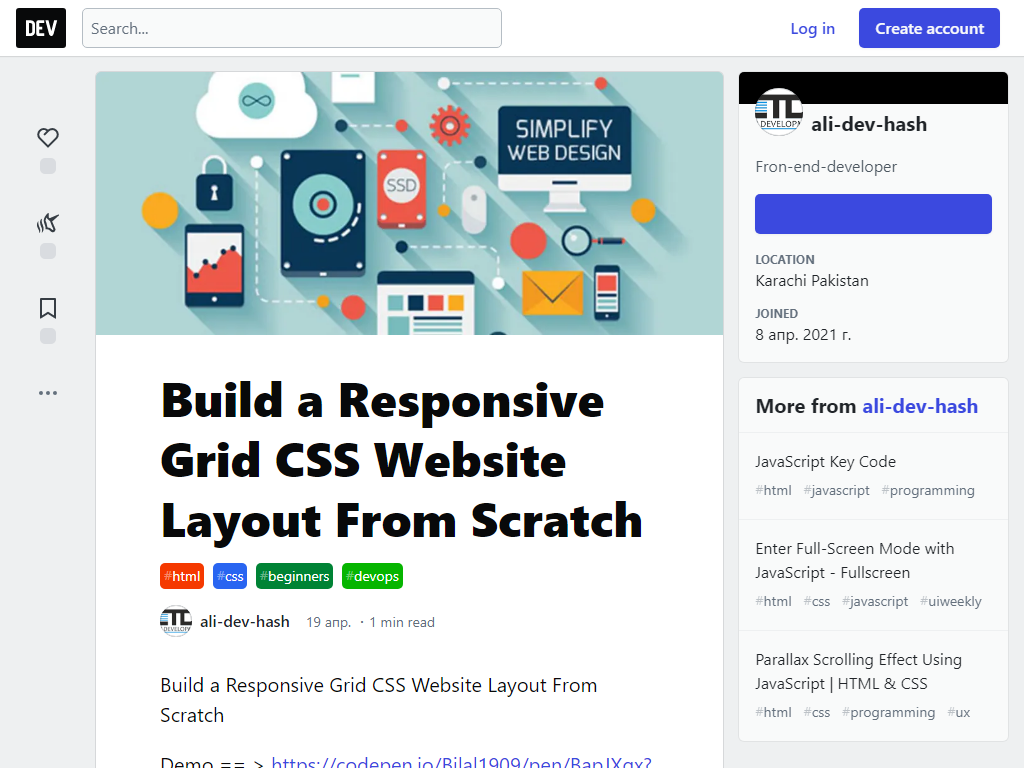 DEV
Search...
Log in
Create account
SIMPLIFY
WEB DESIGN
SSD
Build a Responsive
Grid CSS Website
Layout From Scratch
#html #css #beginners #devops
ali-dev-hash 19 апр. · 1 min read
Build a Responsive Grid CSS Website Layout From
Scratch
Demo == > https://codepen.io/Bilal1909/pen/BapJXqx?
TL
DEVELOPA
ali-dev-hash
Fron-end-developer
LOCATION
Karachi Pakistan
JOINED
8 апр. 2021 г.
More from ali-dev-hash
JavaScript Key Code
#html #javascript #programming
Enter Full-Screen Mode with
JavaScript - Fullscreen
#html #css #javascript #uiweekly
Parallax Scrolling Effect Using
JavaScript | HTML & CSS
#html #css #programming #ux